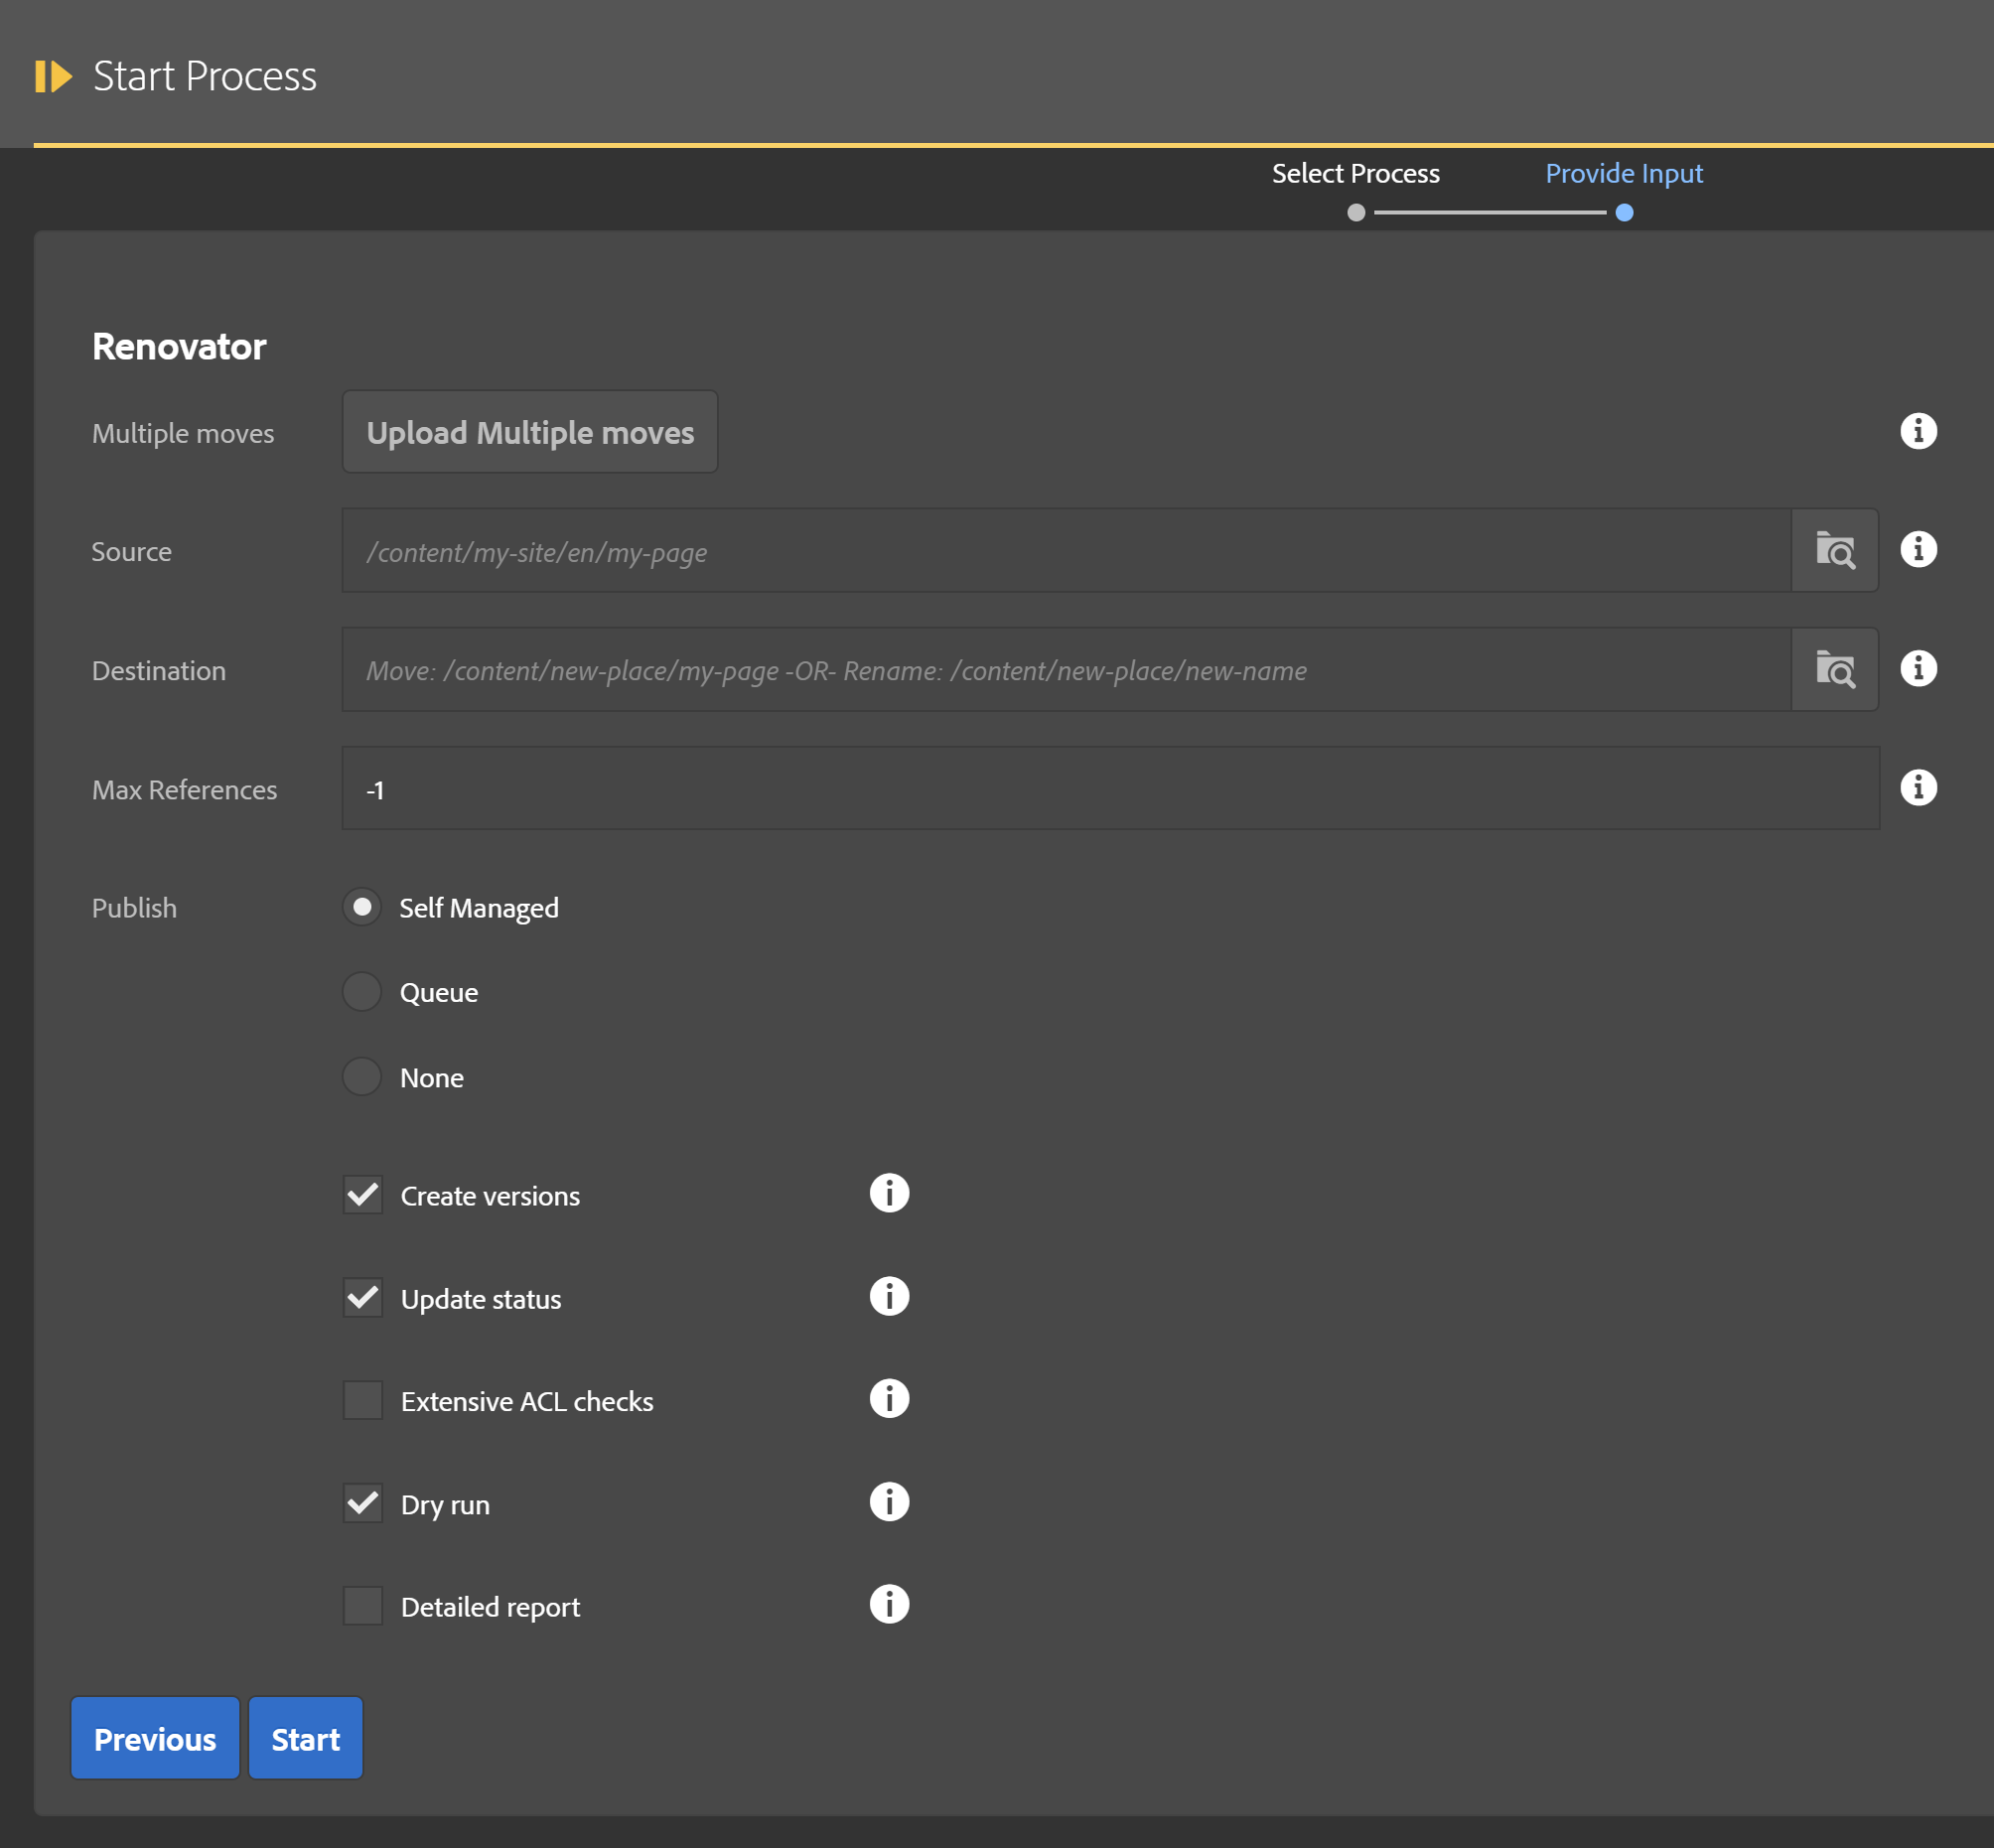 Start Process
Select Process
Provide Input
Renovator
Multiple moves
Upload Multiple moves
Source
/content/my-site/en/my-page
Destination
Move: /content/new-place/my-page -OR- Rename: /content/new-place/new-name
Max References
-1
Publish
Self Managed
Queue
None
Create versions
Update status
Extensive ACL checks
Dry run
Detailed report
Previous
Start